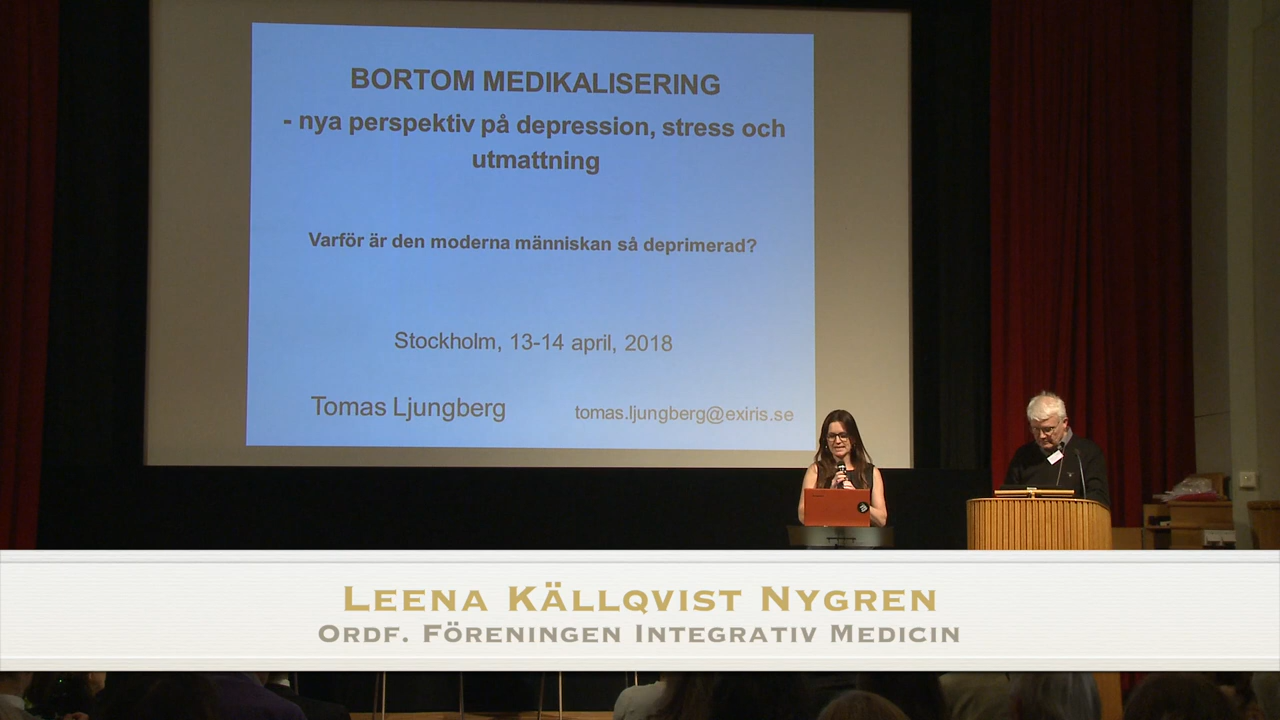 BORTOM MEDIKALISERING
- nya perspektiv på depression, stress och
utmattning
Varför är den moderna människan så deprimerad?
Stockholm, 13-14 april, 2018
Tomas Ljungberg tomas.ljungberg@exiris.se
LEENA KÄLLQVIST NYGREN
ORDF. FÖRENINGEN INTEGRATIV MEDICIN